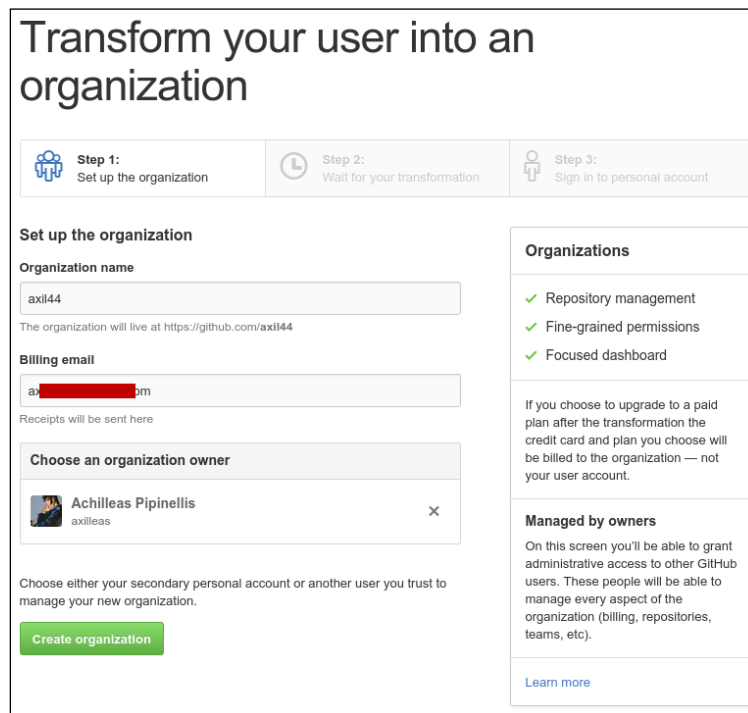 Transform your user into an
organization
Step 1:
Set up the organization
Step 2:
Wait for your transformation
Step 3:
Sign in to personal account
Set up the organization
Organization name
axil44
The organization will live at https://github.com/axil44
Billing email
ax om
Receipts will be sent here
Choose an organization owner
Achilleas Pipinellis
axilleas
Choose either your secondary personal account or another user you trust to
manage your new organization.
Create organization
Organizations
Repository management
Fine-grained permissions
Focused dashboard
If you choose to upgrade to a paid
plan after the transformation the
credit card and plan you choose will
be billed to the organization — not
your user account.
Managed by owners
On this screen you'll be able to grant
administrative access to other GitHub
users. These people will be able to
manage every aspect of the
organization (billing, repositories,
teams, etc).
Learn more